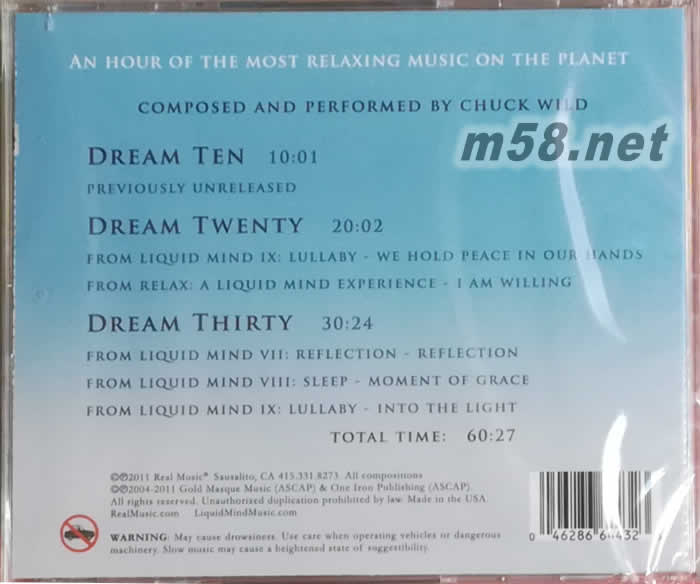 AN HOUR OF THE MOST RELAXING MUSIC ON THE PLANET
COMPOSED AND PERFORMED BY CHUCK WILD
m58.net
DREAM TEN 10:01
PREVIOUSLY UNRELEASED
DREAM TWENTY 20:02
FROM LIQUID MIND IX: LULLABY - WE HOLD PEACE IN OUR HANDS
FROM RELAX: A LIQUID MIND EXPERIENCE - I AM WILLING
DREAM THIRTY 30:24
FROM LIQUID MIND VII: REFLECTION - REFLECTION
FROM LIQUID MIND VIII: SLEEP - MOMENT OF GRACE
FROM LIQUID MIND IX: LULLABY - INTO THE LIGHT
TOTAL TIME: 60:27
©℗2011 Real Music® Sausalito, CA 415.331.8273. All compositions
©℗2004-2011 Gold Masque Music (ASCAP) & One Iron Publishing (ASCAP).
All rights reserved. Unauthorized duplication prohibited by law. Made in the USA.
RealMusic.com LiquidMindMusic.com
WARNING: May cause drowsiness. Use care when operating vehicles or dangerous
machinery. Slow music may cause a heightened state of suggestibility.
0 46286